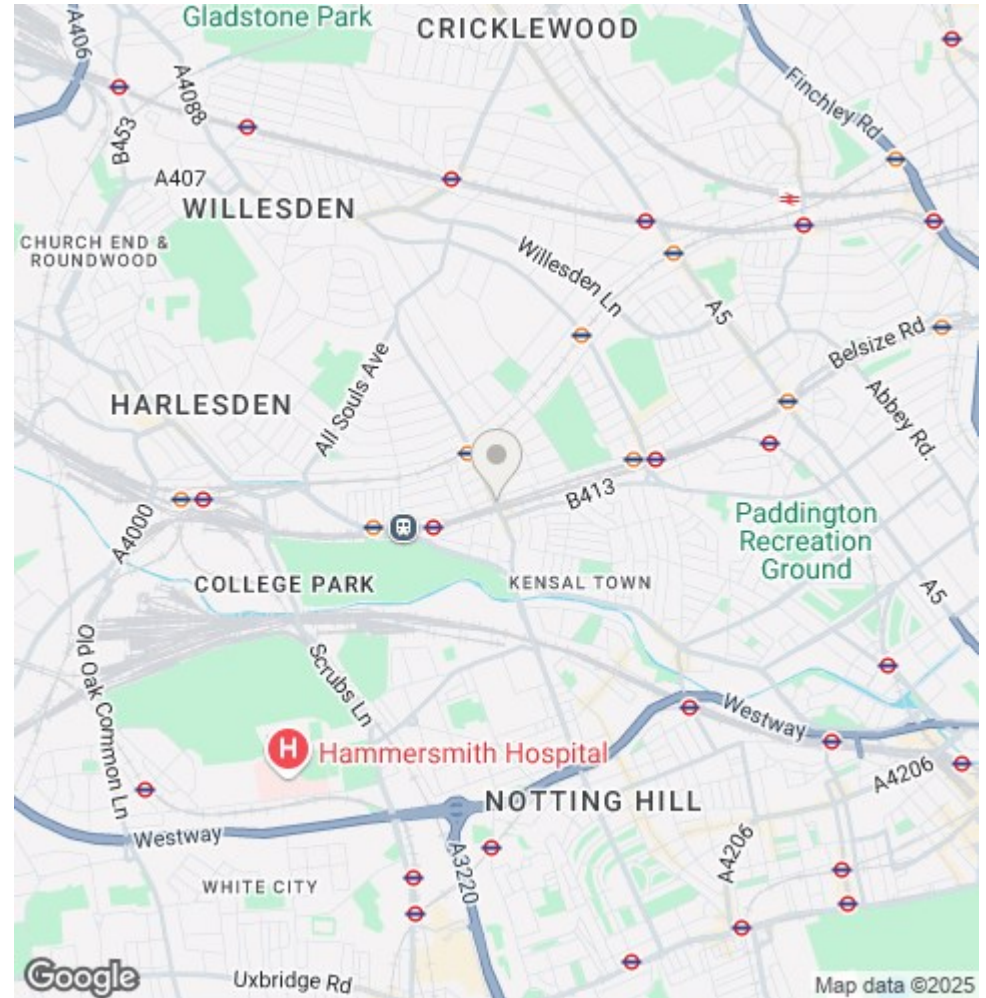 Gladstone Park
CRICKLEWOOD
A406
A4088
Finchley Rd
B453
A407
WILLESDEN
CHURCH END &
ROUNDWOOD
Willesden Ln
A5
Belsize Rd
All Souls Ave
HARLESDEN
Abbey Rd.
B413
A4000
Paddington
Recreation
Ground
COLLEGE PARK
KENSAL TOWN
A5
Old Oak Common Ln
Scrubs Ln
Westway
H Hammersmith Hospital
A4206
NOTTING HILL
Westway
A3220
A4206
WHITE CITY
Google
Uxbridge Rd
Map data ©2025